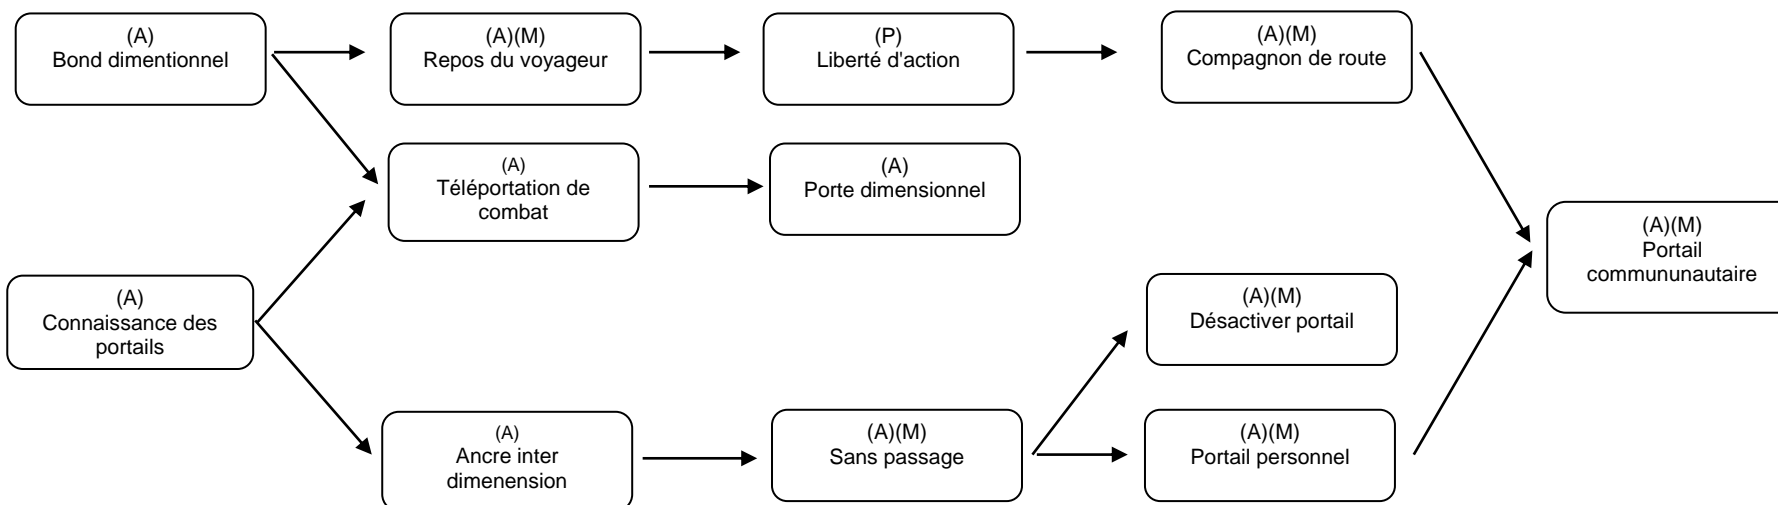 (A)
Bond dimentionnel
(A)(M)
Repos du voyageur
(P)
Liberté d'action
(A)(M)
Compagnon de route
(A)
Téléportation de
combat
(A)
Porte dimensionnel
(A)(M)
Portail
commununautaire
(A)
Connaissance des
portails
(A)(M)
Désactiver portail
(A)
Ancre inter
dimenension
(A)(M)
Sans passage
(A)(M)
Portail personnel